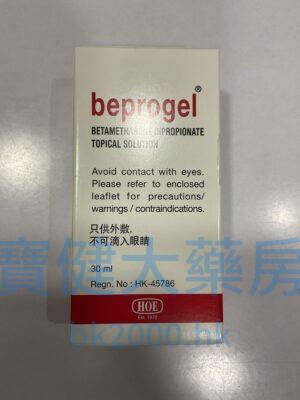 beprogel®
BETAMETHASONE DIPROPIONATE
TOPICAL SOLUTION
Avoid contact with eyes.
Please refer to enclosed
leaflet for precautions/
warnings / contraindications.
只供外敷,
不可滴入眼睛
寶健大藥房
30 ml
Regn. No : HK-45786
HOE
Est. 1972
bk2000.hk